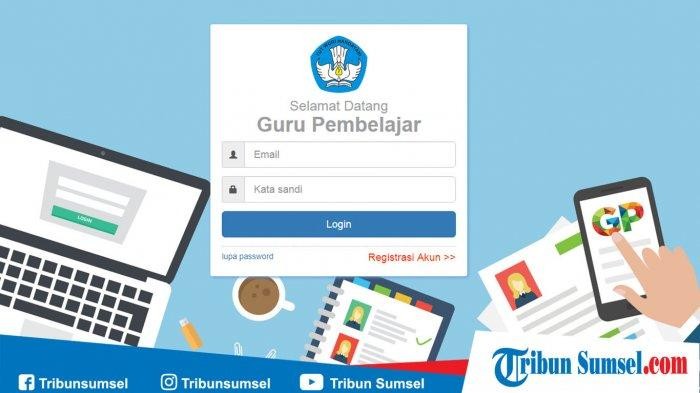 Selamat Datang
Guru Pembelajar
Email
Kata sandi
Login
lupa password
Registrasi Akun >>
LOGIN
GP
Tribun Sumsel.com
Tribunsumsel
Tribunsumsel
Tribun Sumsel